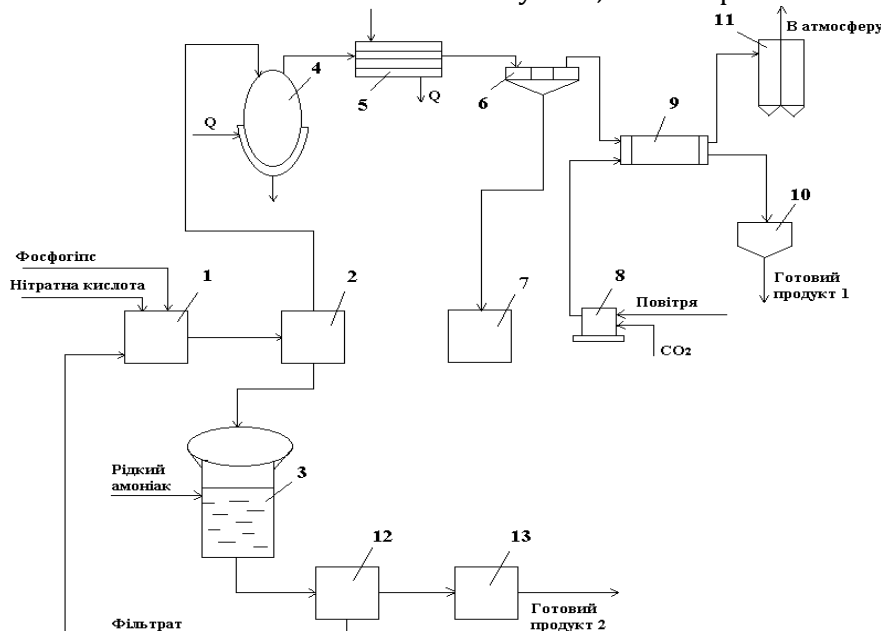 11
В атмосферу
4
5
Q
6
Q
9
10
Готовий
продукт 1
Фосфогіпс
Нітратна кислота
1
2
7
8
Повітря
CO₂
Рідкий
амоніак
3
12
13
Фільтрат
Готовий
продукт 2